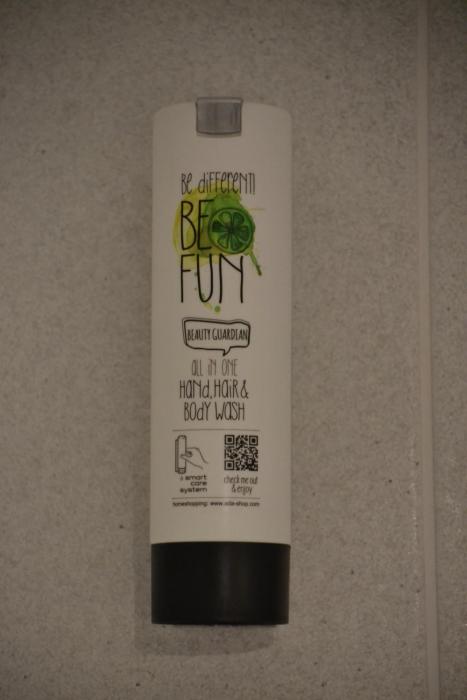 Be different!
BE
FUN
BEAUTY GUARDIAN
ALL iN ONE
HAND, HAiR &
BODY WASH
a smart
care
system
check me out
& enjoy
homeshopping: www.ada-shop.com